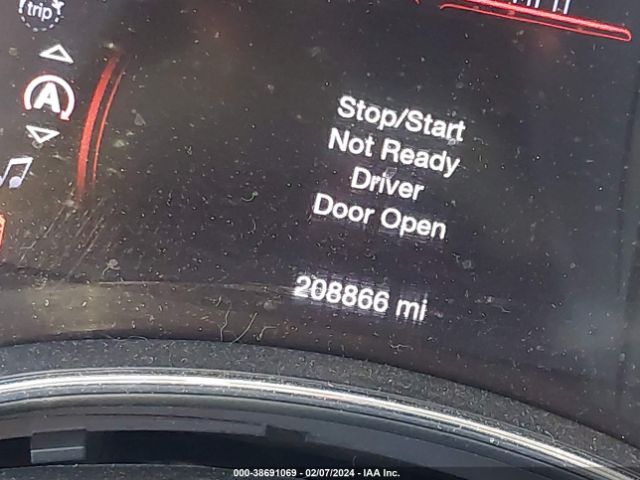 trip
A
Stop/Start
Not Ready
Driver
Door Open
208866 mi
000-38691069 - 02/07/2024 - IAA Inc.